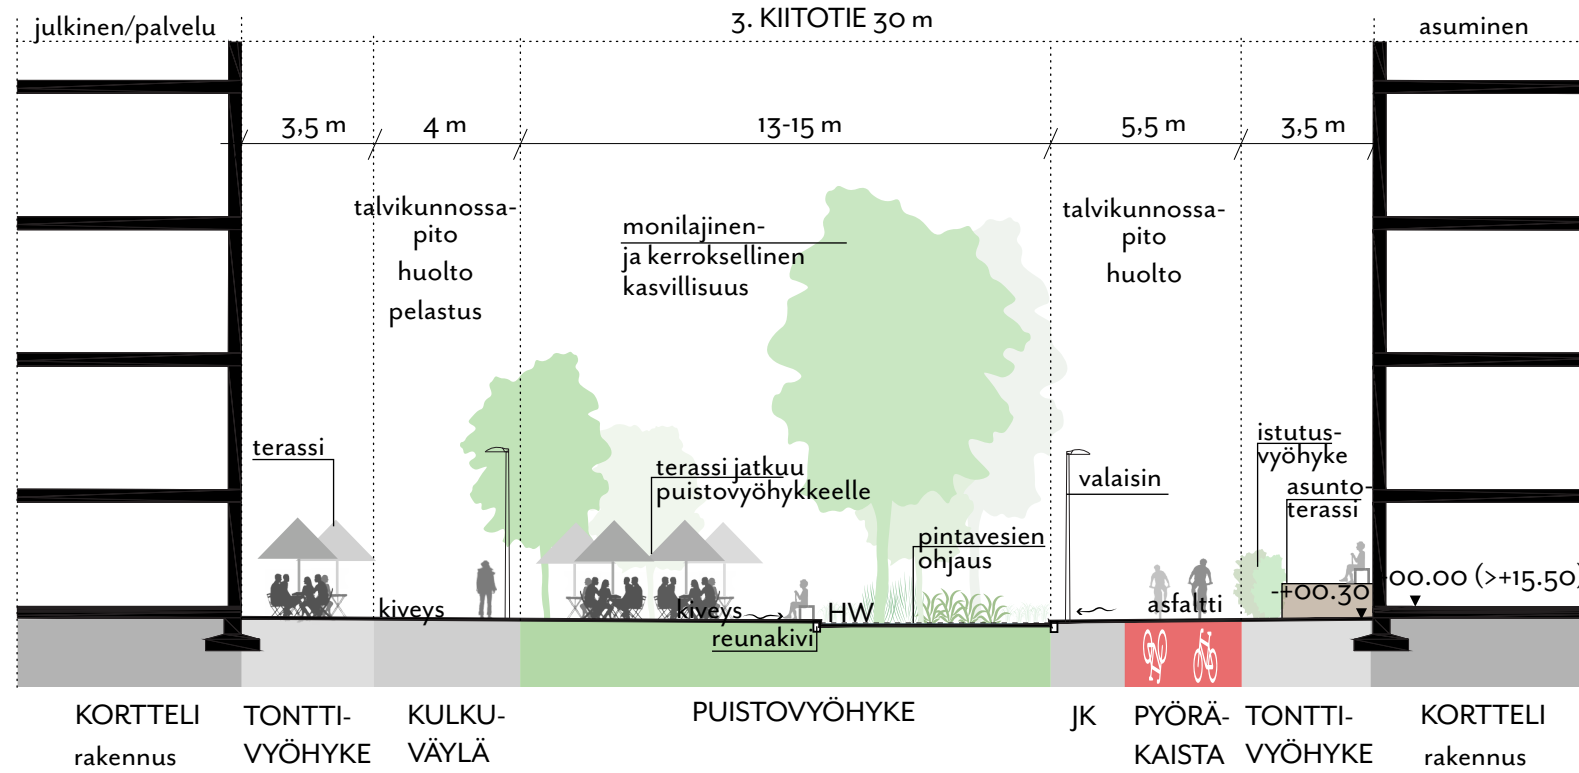 3. KIITOTIE 30 m
julkinen/palvelu
asuminen
3,5 m
4 m
13-15 m
5,5 m
3,5 m
talvikunnossa-
pito
huolto
pelastus
monilajinen-
ja kerroksellinen
kasvillisuus
talvikunnossa-
pito
huolto
terassi
terassi jatkuu
puistovyöhykkeelle
valaisin
istutus-
vyöhyke
asunto-
terassi
pintavesien
ohjaus
-00.00 (>+15.50)
-+00.30
kiveys
kiveys
HW
asfaltti
reunakivi
KORTTELI
rakennus
TONTTI-
VYÖHYKE
KULKU-
VÄYLÄ
PUISTOVYÖHYKE
JK
PYÖRÄ-
KAISTA
TONTTI-
VYÖHYKE
KORTTELI
rakennus